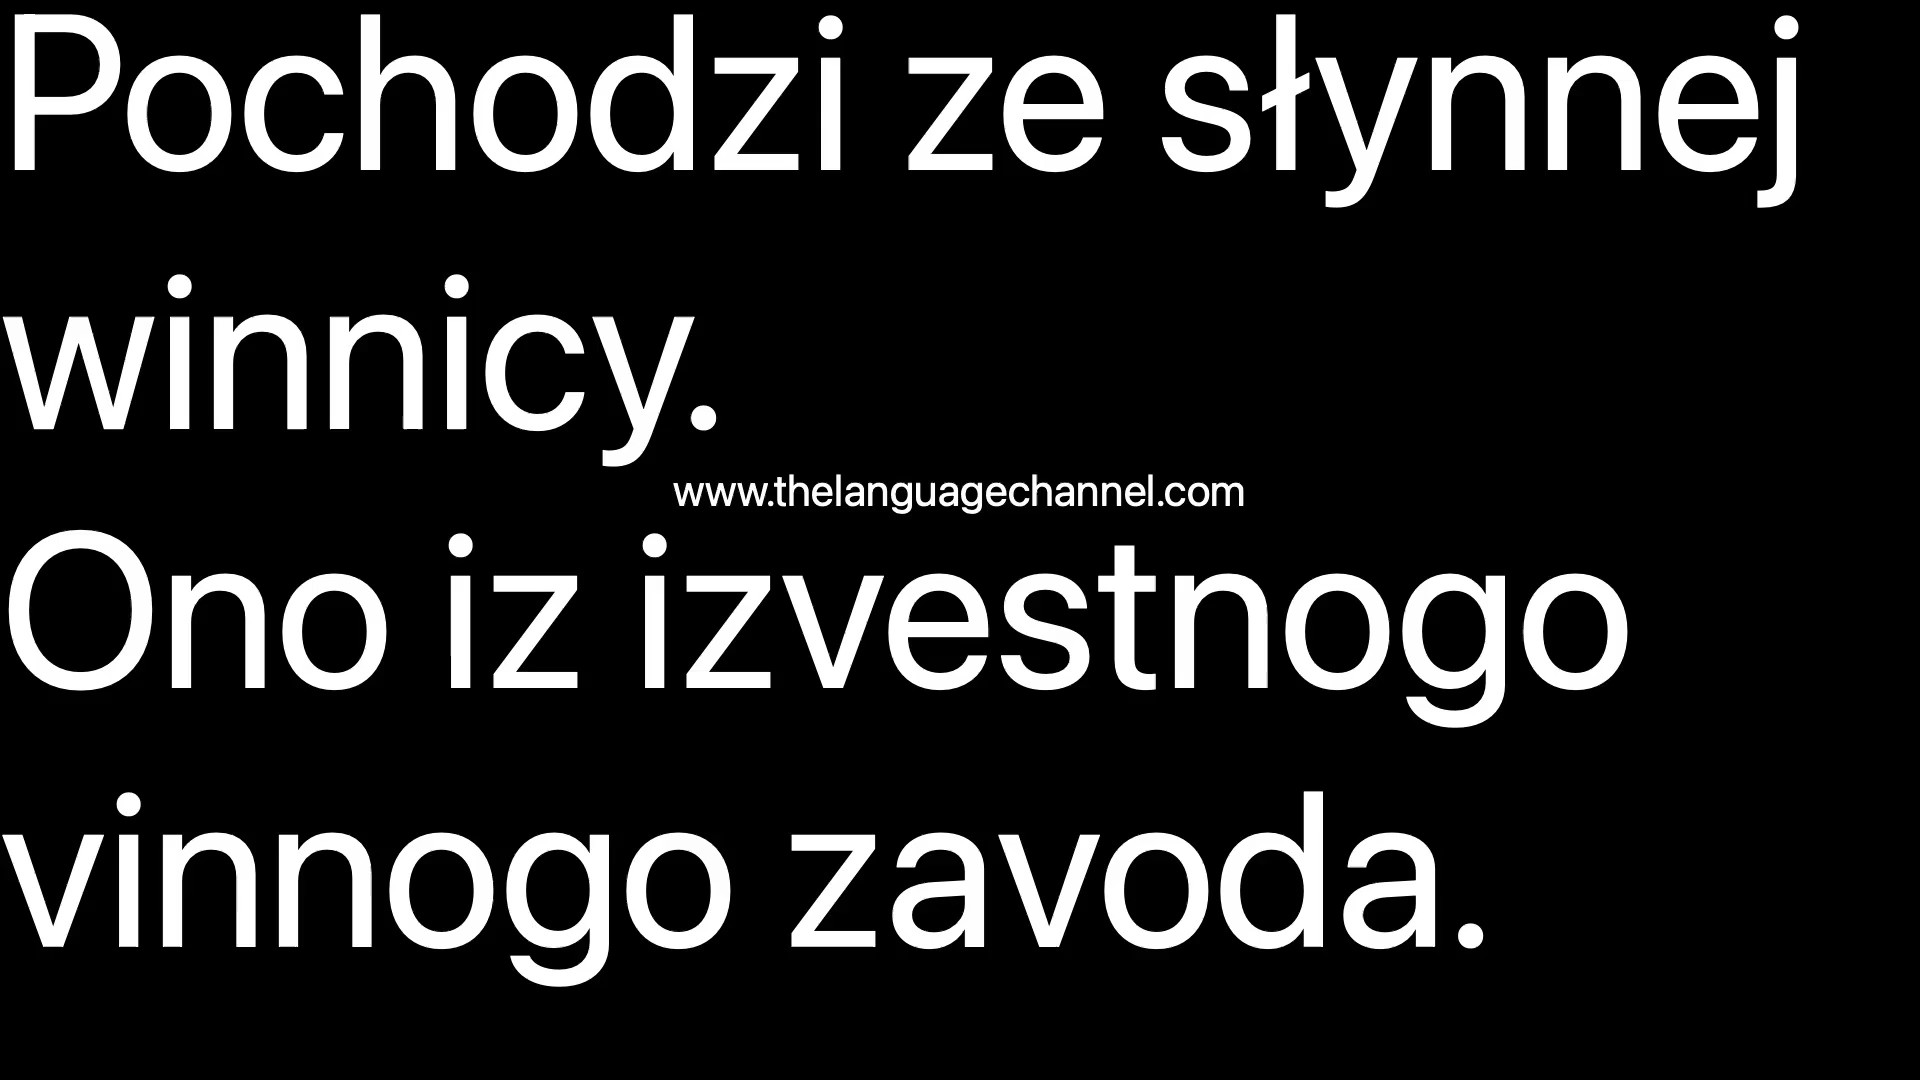 Pochodzi ze słynnej
winnicy.
www.thelanguagechannel.com
Ono iz izvestnogo
vinnogo zavoda.